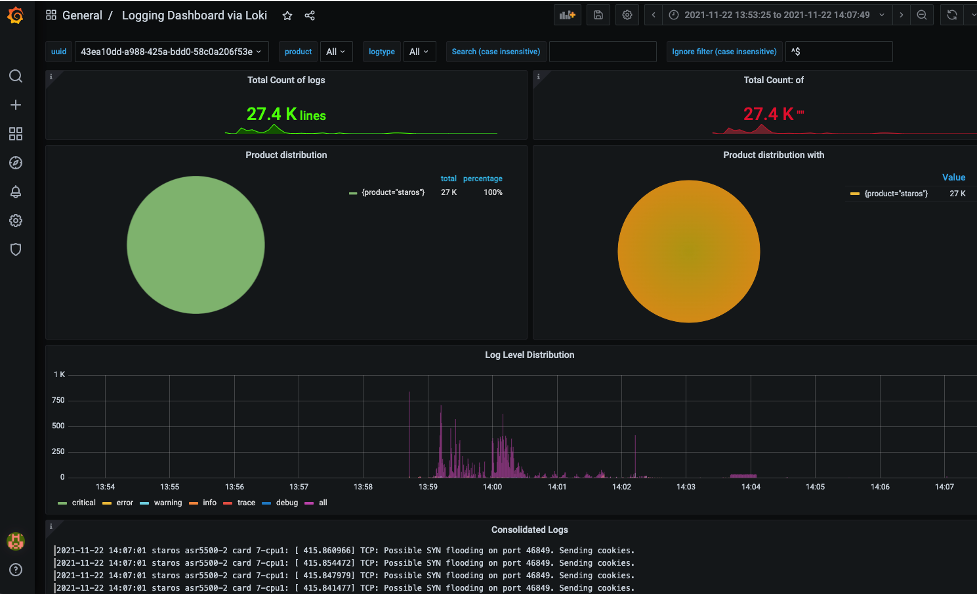 General / Logging Dashboard via Loki
2021-11-22 13:53:25 to 2021-11-22 14:07:49
uuid 43ea10dd-a988-425a-bdd0-58c0a206f53e product All logtype All Search (case insensitive) Ignore filter (case insensitive) ^$
Total Count of logs
27.4 K lines
Total Count: of
27.4 K ""
Product distribution
total percentage
{product="staros"} 27 K 100%
Product distribution with
Value
{product="staros"} 27 K
Log Level Distribution
1 K
750
500
250
0
13:54 13:55 13:56 13:57 13:58 13:59 14:00 14:01 14:02 14:03 14:04 14:05 14:06 14:07
critical error warning info trace debug all
Consolidated Logs
2021-11-22 14:07:01 staros asr5500-2 card 7-cpu1: [ 415.860966] TCP: Possible SYN flooding on port 46849. Sending cookies.
2021-11-22 14:07:01 staros asr5500-2 card 7-cpu1: [ 415.854472] TCP: Possible SYN flooding on port 46849. Sending cookies.
2021-11-22 14:07:01 staros asr5500-2 card 7-cpu1: [ 415.847979] TCP: Possible SYN flooding on port 46849. Sending cookies.
2021-11-22 14:07:01 staros asr5500-2 card 7-cpu1: [ 415.841477] TCP: Possible SYN flooding on port 46849. Sending cookies.